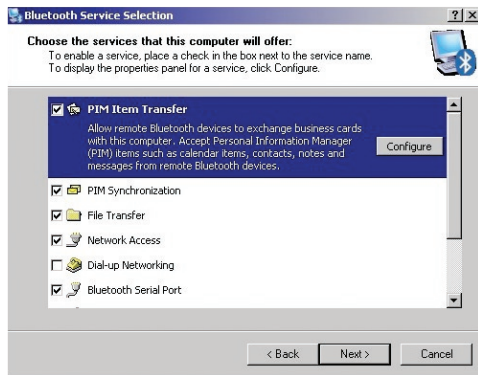 Bluetooth Service Selection
Choose the services that this computer will offer:
To enable a service, place a check in the box next to the service name.
To display the properties panel for a service, click Configure.
PIM Item Transfer
Allow remote Bluetooth devices to exchange business cards
with this computer. Accept Personal Information Manager
(PIM) items such as calendar items, contacts, notes and
messages from remote Bluetooth devices.
Configure
PIM Synchronization
File Transfer
Network Access
Dial-up Networking
Bluetooth Serial Port
< Back
Next >
Cancel